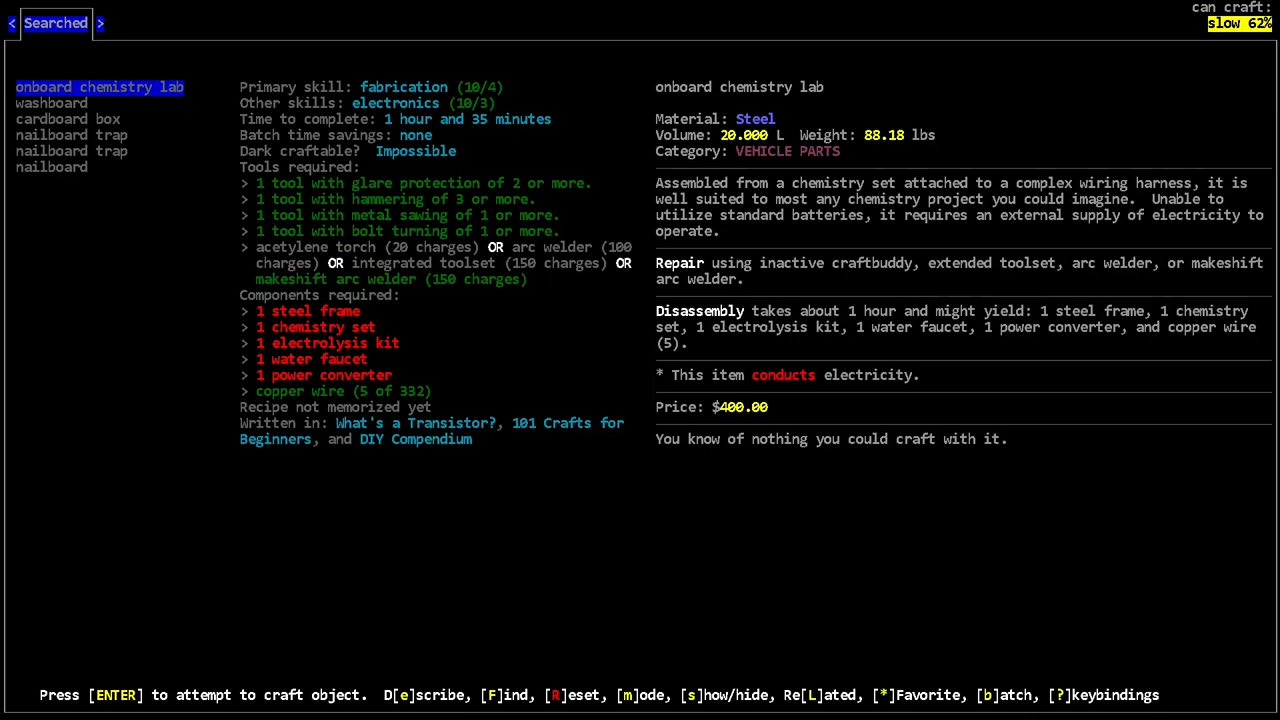 can craft:
< Searched >
slow 62%
onboard chemistry lab
washboard
cardboard box
nailboard trap
nailboard trap
nailboard
Primary skill: fabrication (10/4)
Other skills: electronics (10/3)
Time to complete: 1 hour and 35 minutes
Batch time savings: none
Dark craftable?  Impossible
Tools required:
> 1 tool with glare protection of 2 or more.
> 1 tool with hammering of 3 or more.
> 1 tool with metal sawing of 1 or more.
> 1 tool with bolt turning of 1 or more.
> acetylene torch (20 charges) OR arc welder (100
charges) OR integrated toolset (150 charges) OR
makeshift arc welder (150 charges)
Components required:
> 1 steel frame
> 1 chemistry set
> 1 electrolysis kit
> 1 water faucet
> 1 power converter
> copper wire (5 of 332)
Recipe not memorized yet
Written in: What's a Transistor?, 101 Crafts for
Beginners, and DIY Compendium
onboard chemistry lab
Material: Steel
Volume: 20.000 L  Weight: 88.18 lbs
Category: VEHICLE PARTS
Assembled from a chemistry set attached to a complex wiring harness, it is
well suited to most any chemistry project you could imagine.  Unable to
utilize standard batteries, it requires an external supply of electricity to
operate.
Repair using inactive craftbuddy, extended toolset, arc welder, or makeshift
arc welder.
Disassembly takes about 1 hour and might yield: 1 steel frame, 1 chemistry
set, 1 electrolysis kit, 1 water faucet, 1 power converter, and copper wire
(5).
* This item conducts electricity.
Price: $400.00
You know of nothing you could craft with it.
Press [ENTER] to attempt to craft object.  D[e]scribe, [F]ind, [R]eset, [m]ode, [s]how/hide, Re[L]ated, [*]Favorite, [b]atch, [?]keybindings